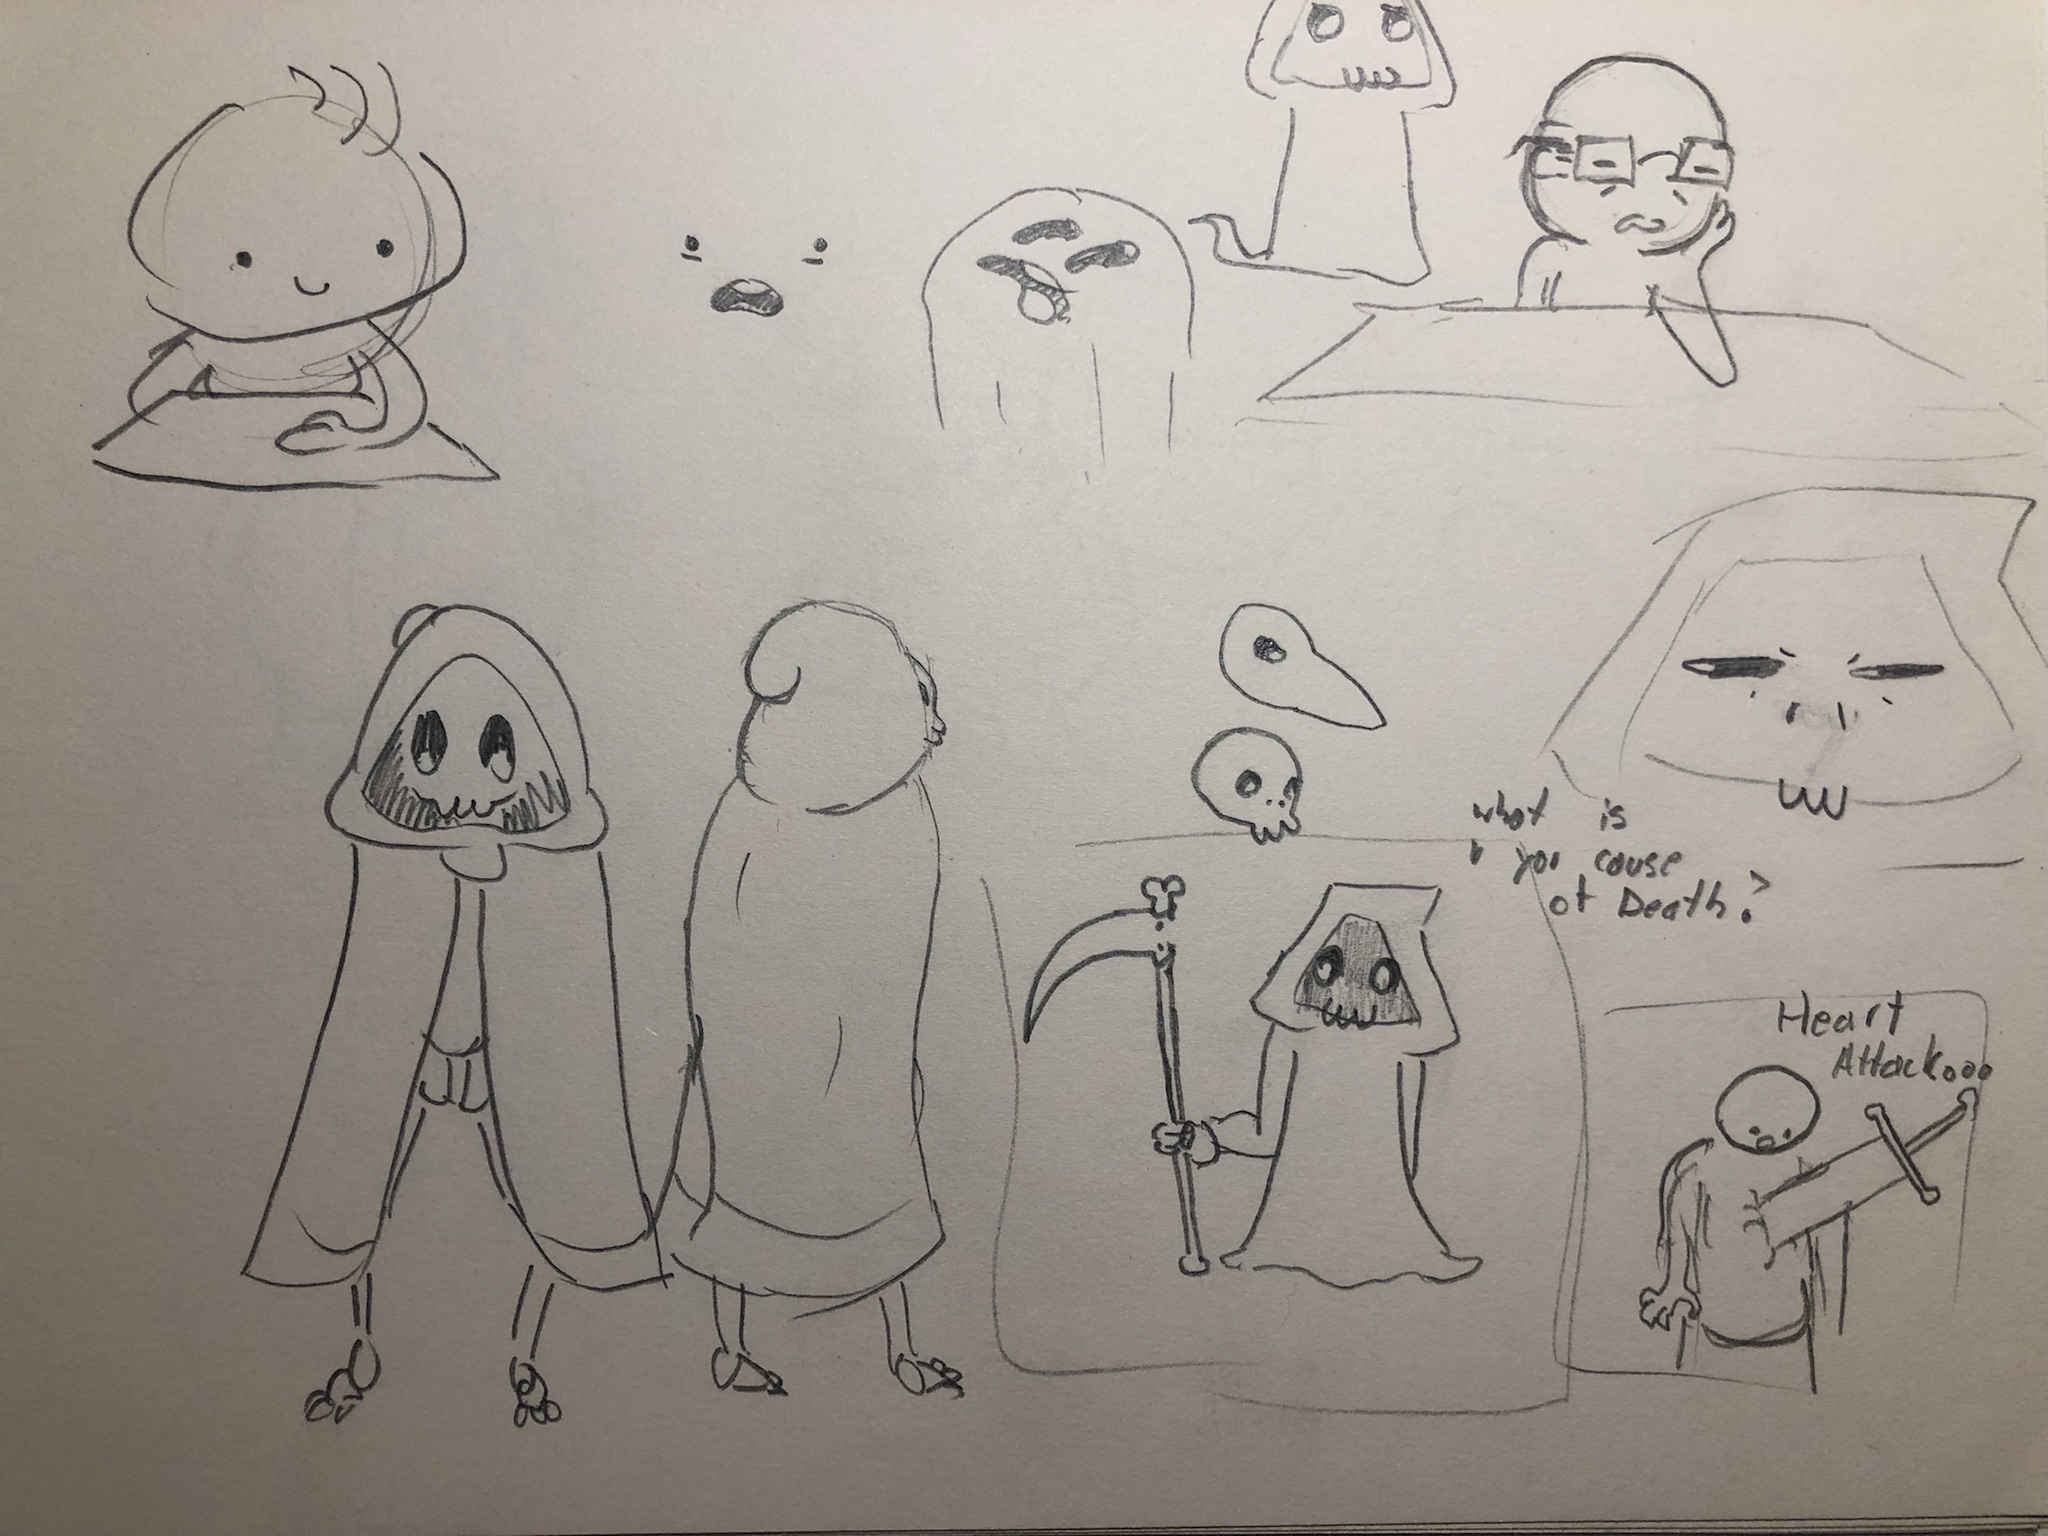 what is
you cause
of Death?
Heart
Attack...